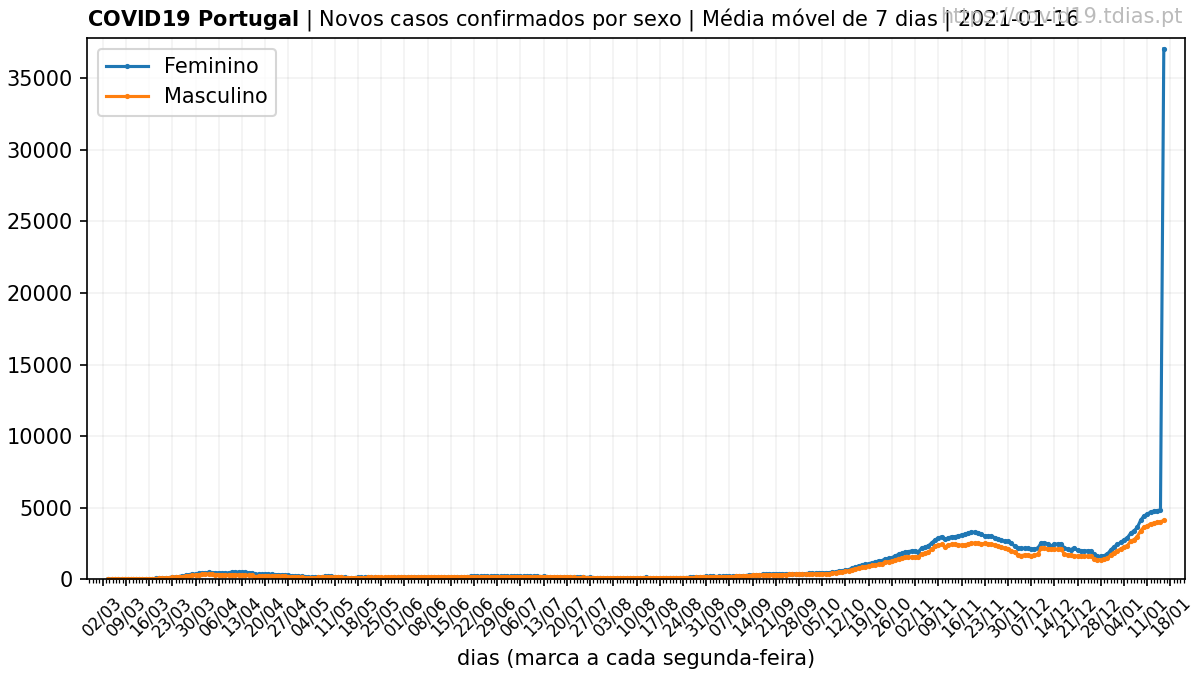 COVID19 Portugal | Novos casos confirmados por sexo | Média móvel de 7 dias | 2021-01-16
https://covid19.tdias.pt
Feminino
Masculino
35000
30000
25000
20000
15000
10000
5000
0
02/03 09/03 16/03 23/03 30/03 06/04 13/04 20/04 27/04 04/05 11/05 18/05 25/05 01/06 08/06 15/06 22/06 29/06 06/07 13/07 20/07 27/07 03/08 10/08 17/08 24/08 31/08 07/09 14/09 21/09 28/09 05/10 12/10 19/10 26/10 02/11 09/11 16/11 23/11 30/11 07/12 14/12 21/12 28/12 04/01 11/01 18/01
dias (marca a cada segunda-feira)